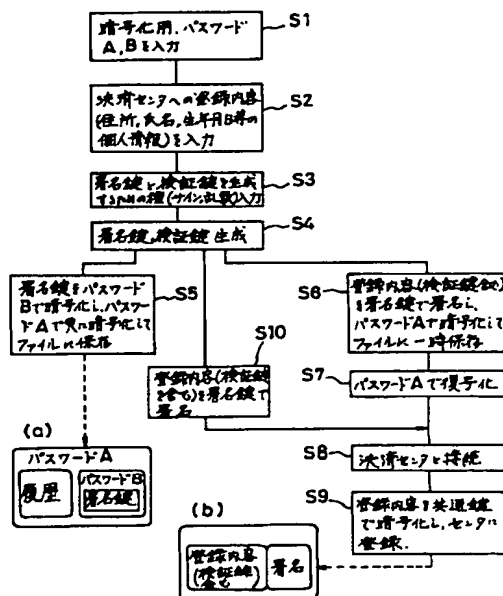 暗号化用、パスワード
A,Bを入力
S1
決済センタへの登録内容
(住所,氏名,生年月日等の
個人情報)を入力
S2
署名鍵と,検証鍵を生成
する
の種(サイン,乱数)入力
S3
署名鍵,検証鍵 生成
S4
署名鍵をパスワード
Bで暗号化し,パスワー
ドAで更に暗号化して
ファイルに保存
S5
登録内容(検証鍵含む)
を署名鍵で署名し
パスワードAで暗号化して
ファイルに一時保存
S6
S10
登録内容(検証鍵
を含む)を署名鍵で
署名
パスワードAで復号化
S7
決済センタと接続
S8
登録内容を共通鍵
で暗号化し,センタに
登録.
S9
(a)
パスワードA
履歴
パスワードB
署名鍵
(b)
登録内容
(検証鍵
含む)
署名